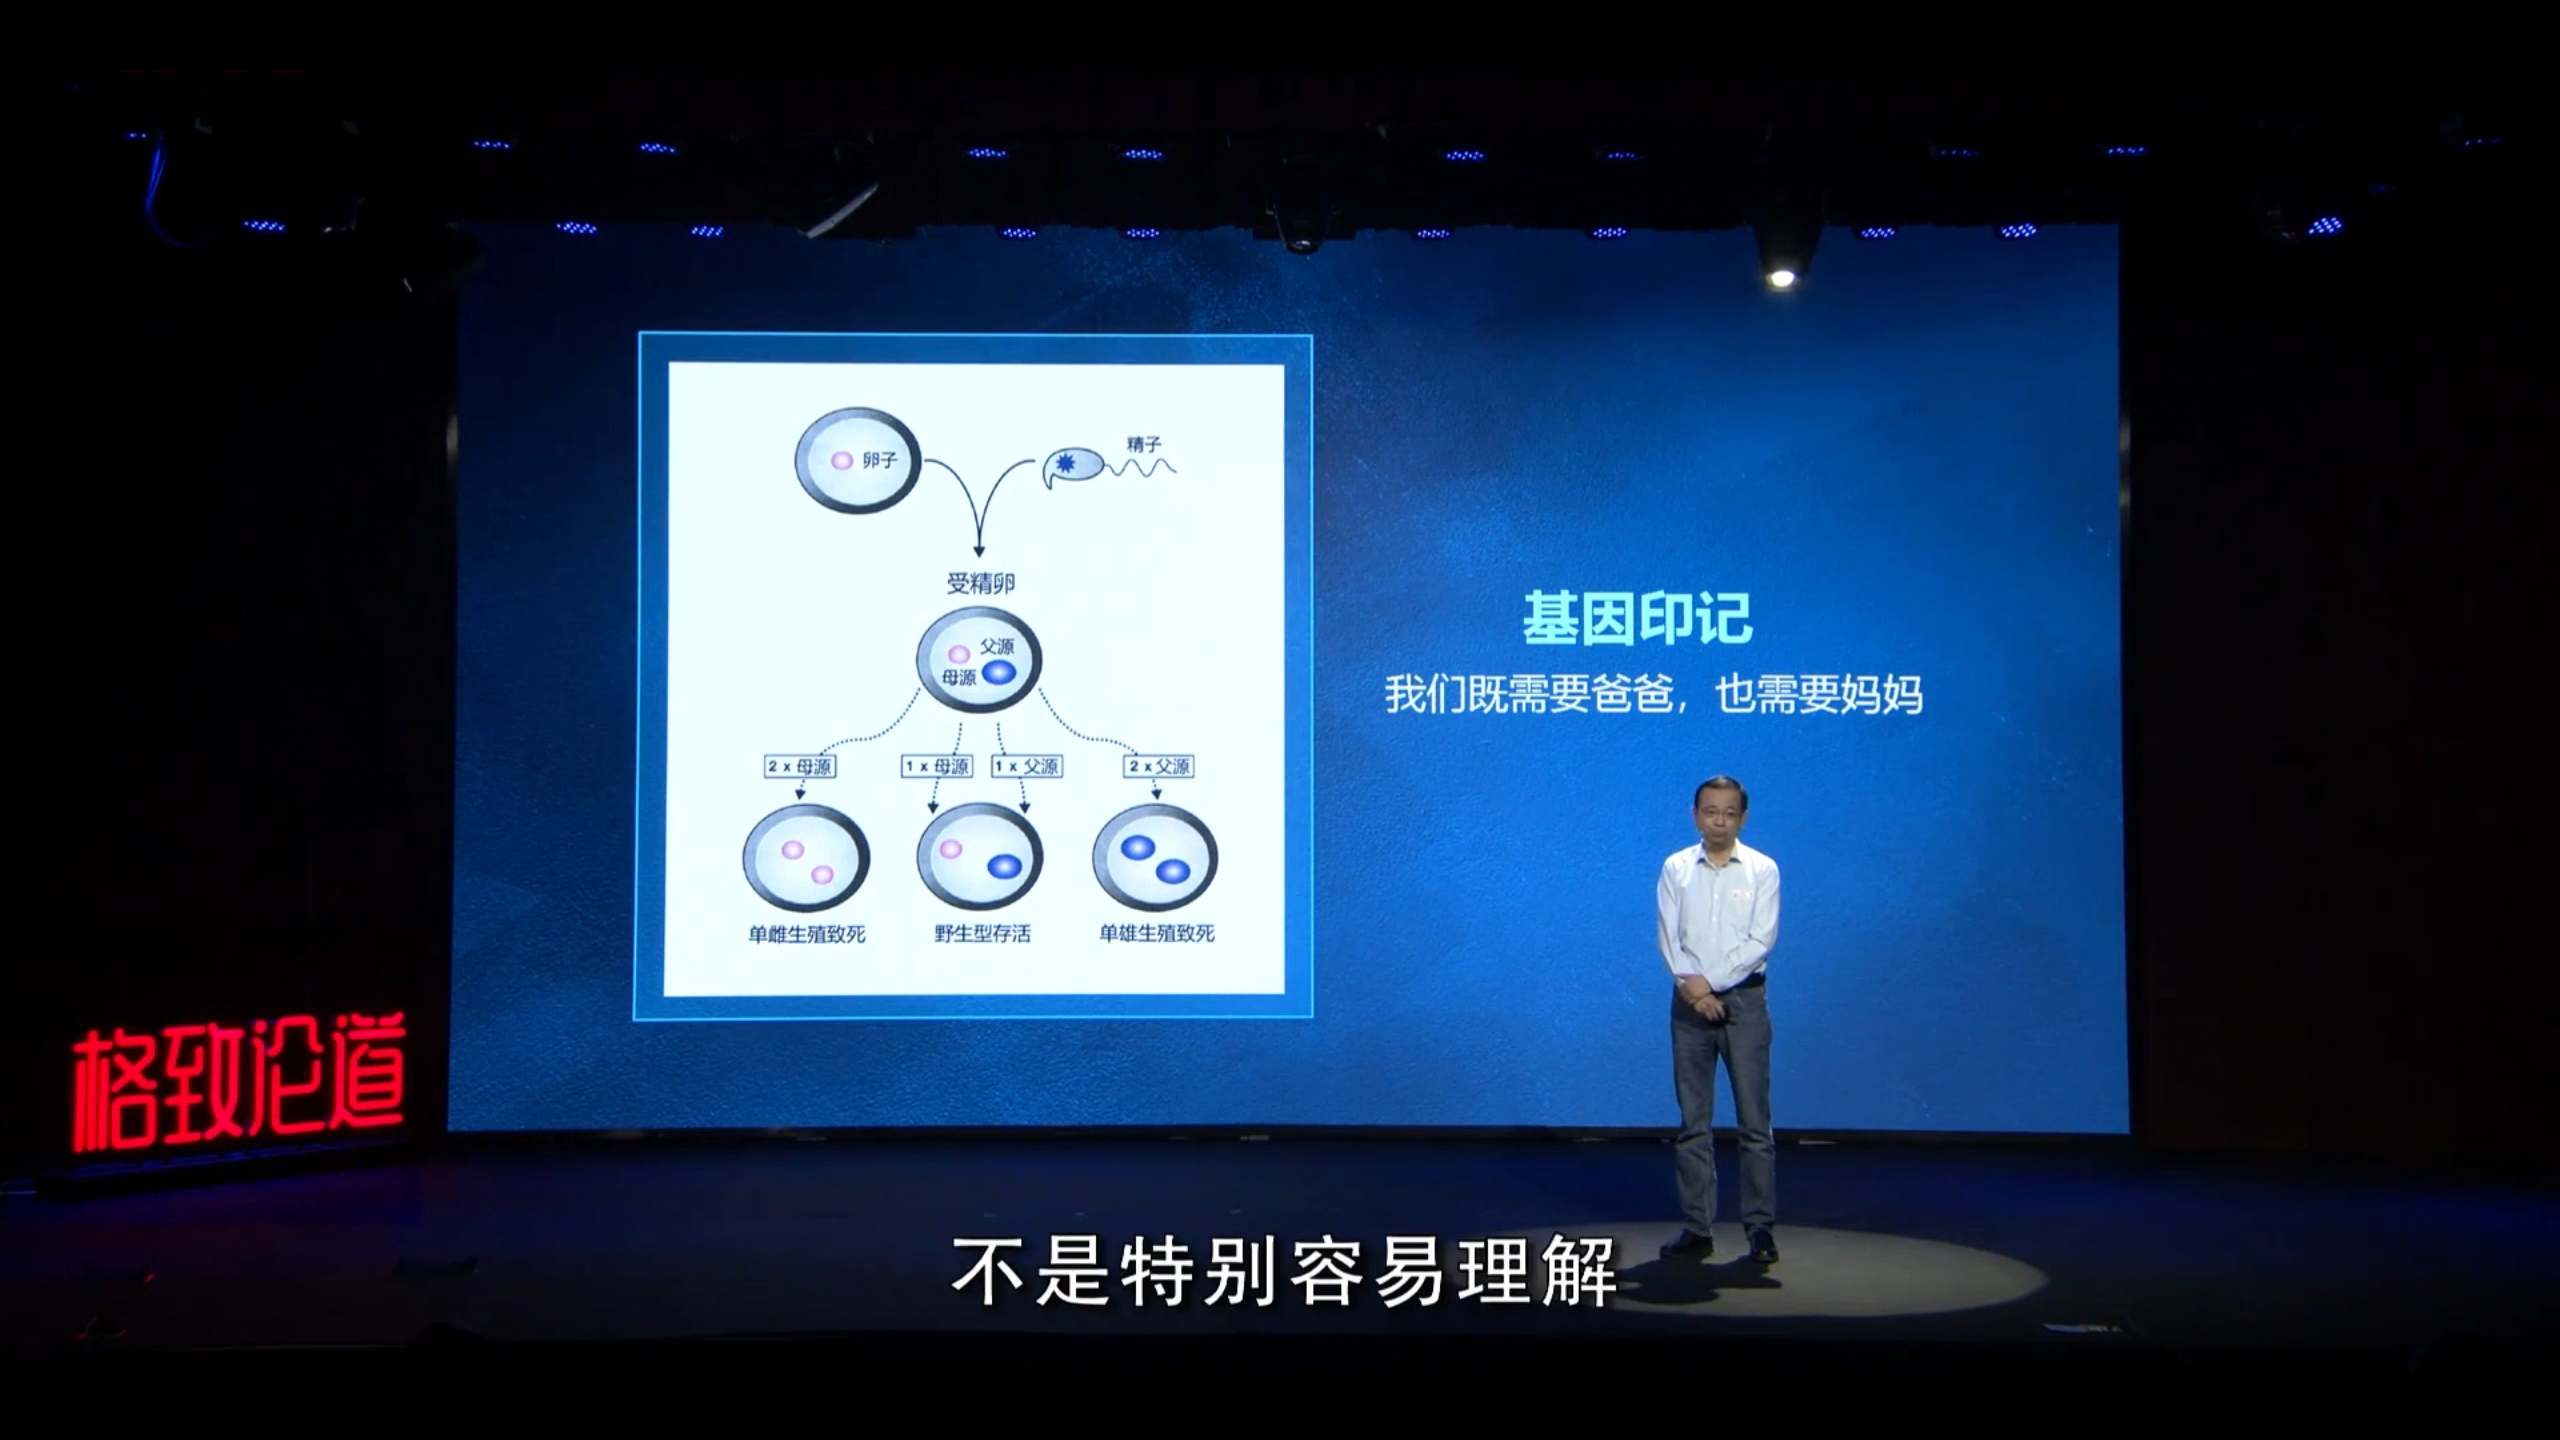 卵子
精子
受精卵
父源
母源
2 x 母源
1 x 母源
1 x 父源
2 x 父源
单雌生殖致死
野生型存活
单雄生殖致死
基因印记
我们既需要爸爸，也需要妈妈
格致论道
不是特别容易理解